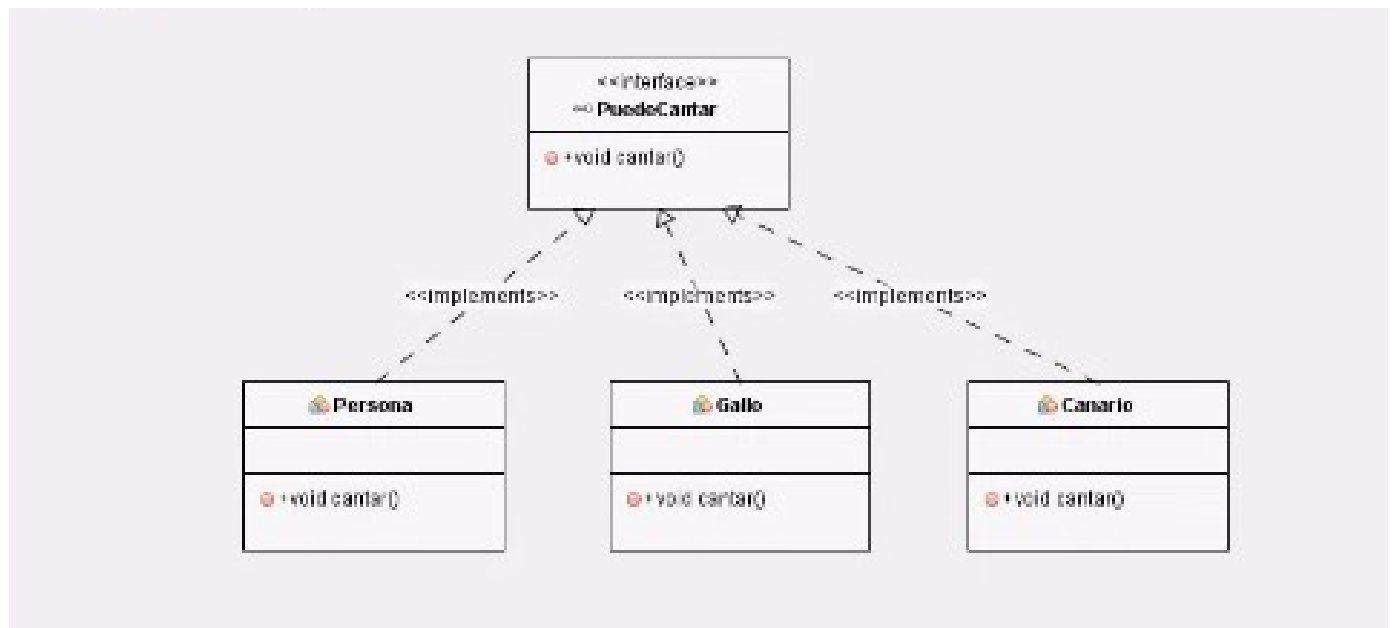 <<interface>>
PuedeCantar
+void cantar()
<<implements>> <<implements>> <<implements>>
Persona Gallo Canario
+void cantar() +void cantar() +void cantar()